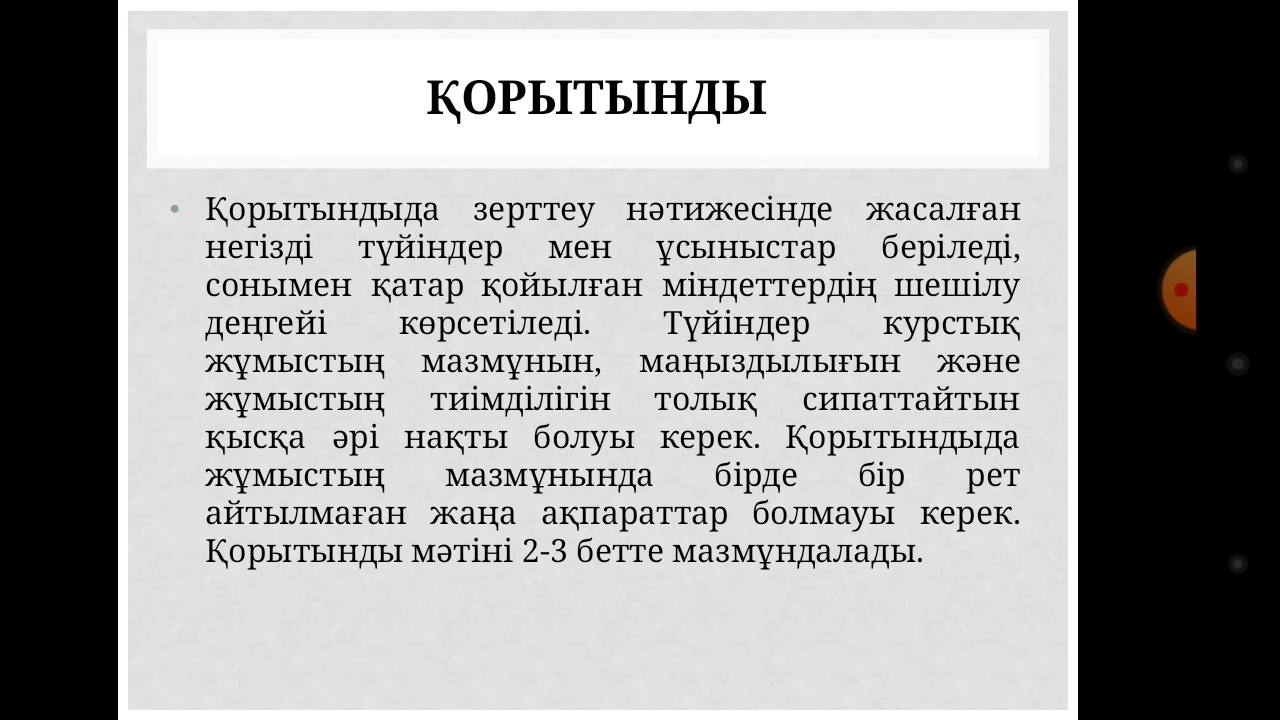 ҚОРЫТЫНДЫ
• Қорытындыда зерттеу нәтижесінде жасалған
негізді түйіндер мен ұсыныстар беріледі,
сонымен қатар қойылған міндеттердің шешілу
деңгейі көрсетіледі. Түйіндер курстық
жұмыстың мазмұнын, маңыздылығын және
жұмыстың тиімділігін толық сипаттайтын
қысқа әрі нақты болуы керек. Қорытындыда
жұмыстың мазмұнында бірде бір рет
айтылмаған жаңа ақпараттар болмауы керек.
Қорытынды мәтіні 2-3 бетте мазмұндалады.